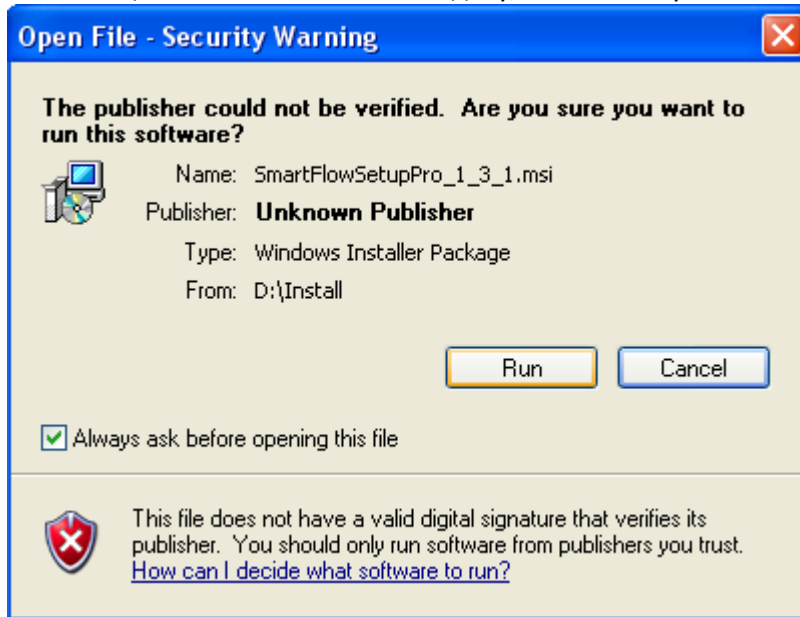 Open File - Security Warning
The publisher could not be verified.  Are you sure you want to
run this software?
Name: SmartFlowSetupPro_1_3_1.msi
Publisher: Unknown Publisher
Type: Windows Installer Package
From: D:\Install
Run Cancel
Always ask before opening this file
This file does not have a valid digital signature that verifies its
publisher.  You should only run software from publishers you trust.
How can I decide what software to run?